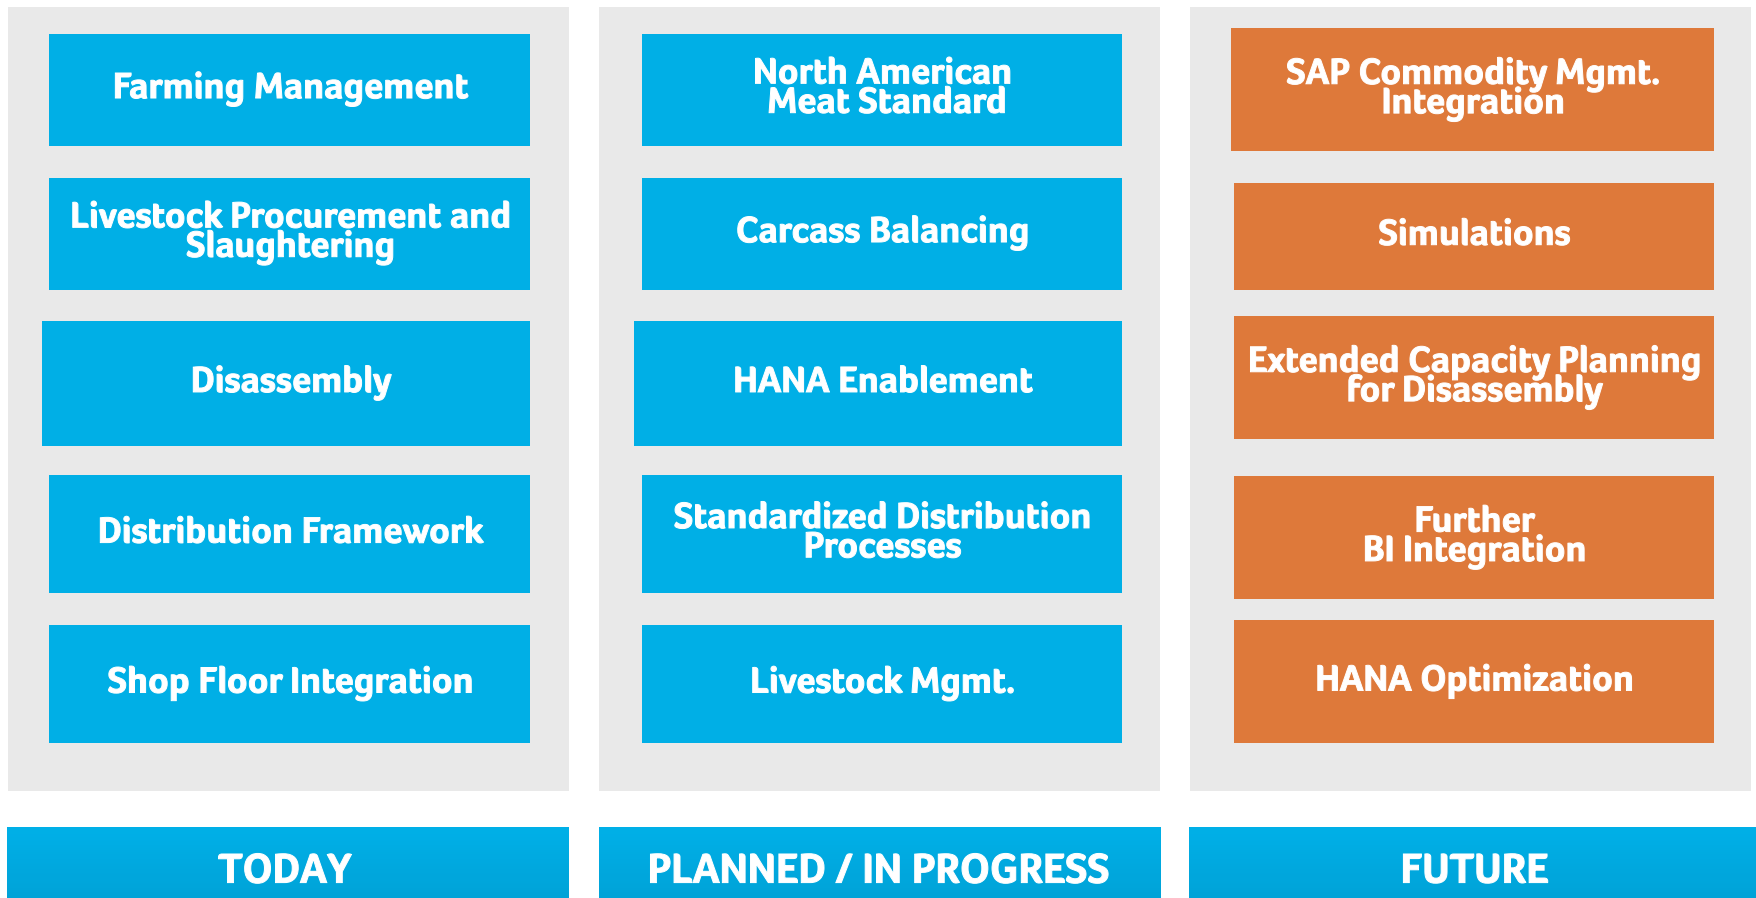 Farming Management
Livestock Procurement and
Slaughtering
Disassembly
Distribution Framework
Shop Floor Integration
TODAY
North American
Meat Standard
Carcass Balancing
HANA Enablement
Standardized Distribution
Processes
Livestock Mgmt.
PLANNED / IN PROGRESS
SAP Commodity Mgmt.
Integration
Simulations
Extended Capacity Planning
for Disassembly
Further
BI Integration
HANA Optimization
FUTURE